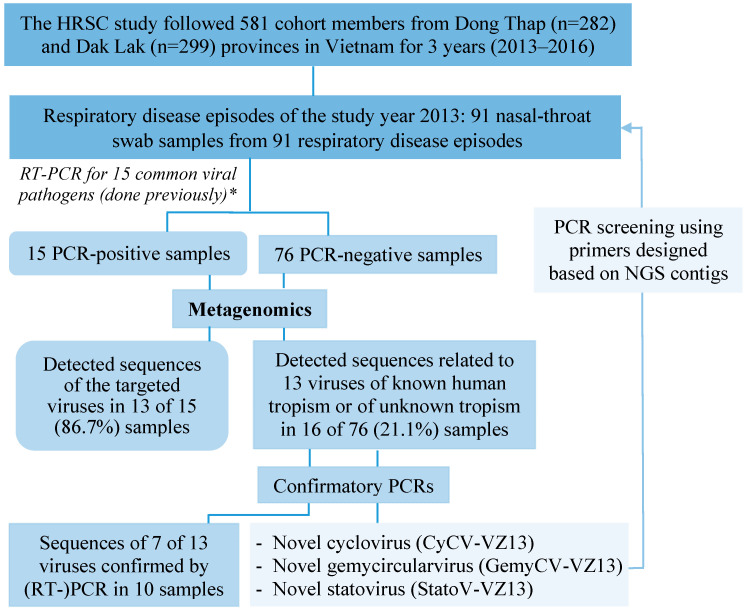 The HRSC study followed 581 cohort members from Dong Thap (n=282)
and Dak Lak (n=299) provinces in Vietnam for 3 years (2013–2016)
Respiratory disease episodes of the study year 2013: 91 nasal-throat
swab samples from 91 respiratory disease episodes
RT-PCR for 15 common viral
pathogens (done previously)*
PCR screening using
primers designed
based on NGS contigs
15 PCR-positive samples
76 PCR-negative samples
Metagenomics
Detected sequences
of the targeted
viruses in 13 of 15
(86.7%) samples
Detected sequences related to
13 viruses of known human
tropism or of unknown tropism
in 16 of 76 (21.1%) samples
Confirmatory PCRs
Sequences of 7 of 13
viruses confirmed by
(RT-)PCR in 10 samples
- Novel cyclovirus (CyCV-VZ13)
- Novel gemycircularvirus (GemyCV-VZ13)
- Novel statovirus (StatoV-VZ13)